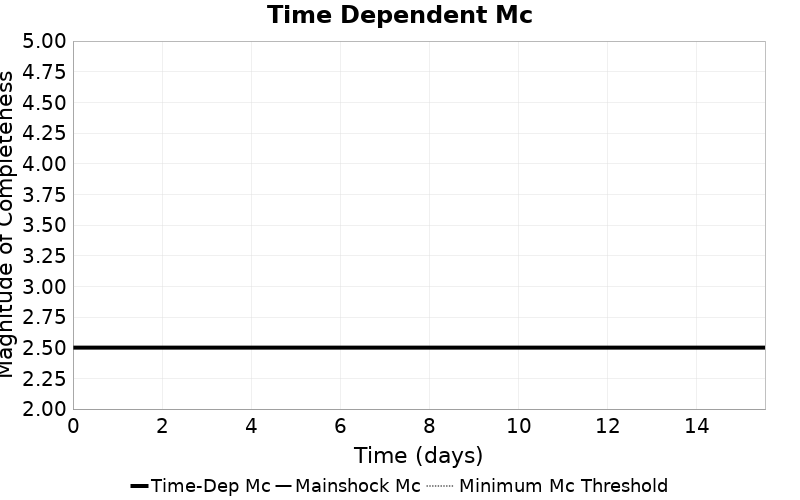 Time Dependent Mc
Magnitude of Completeness
5.00
4.75
4.50
4.25
4.00
3.75
3.50
3.25
3.00
2.75
2.50
2.25
2.00
0 2 4 6 8 10 12 14
Time (days)
Time-Dep Mc Mainshock Mc Minimum Mc Threshold